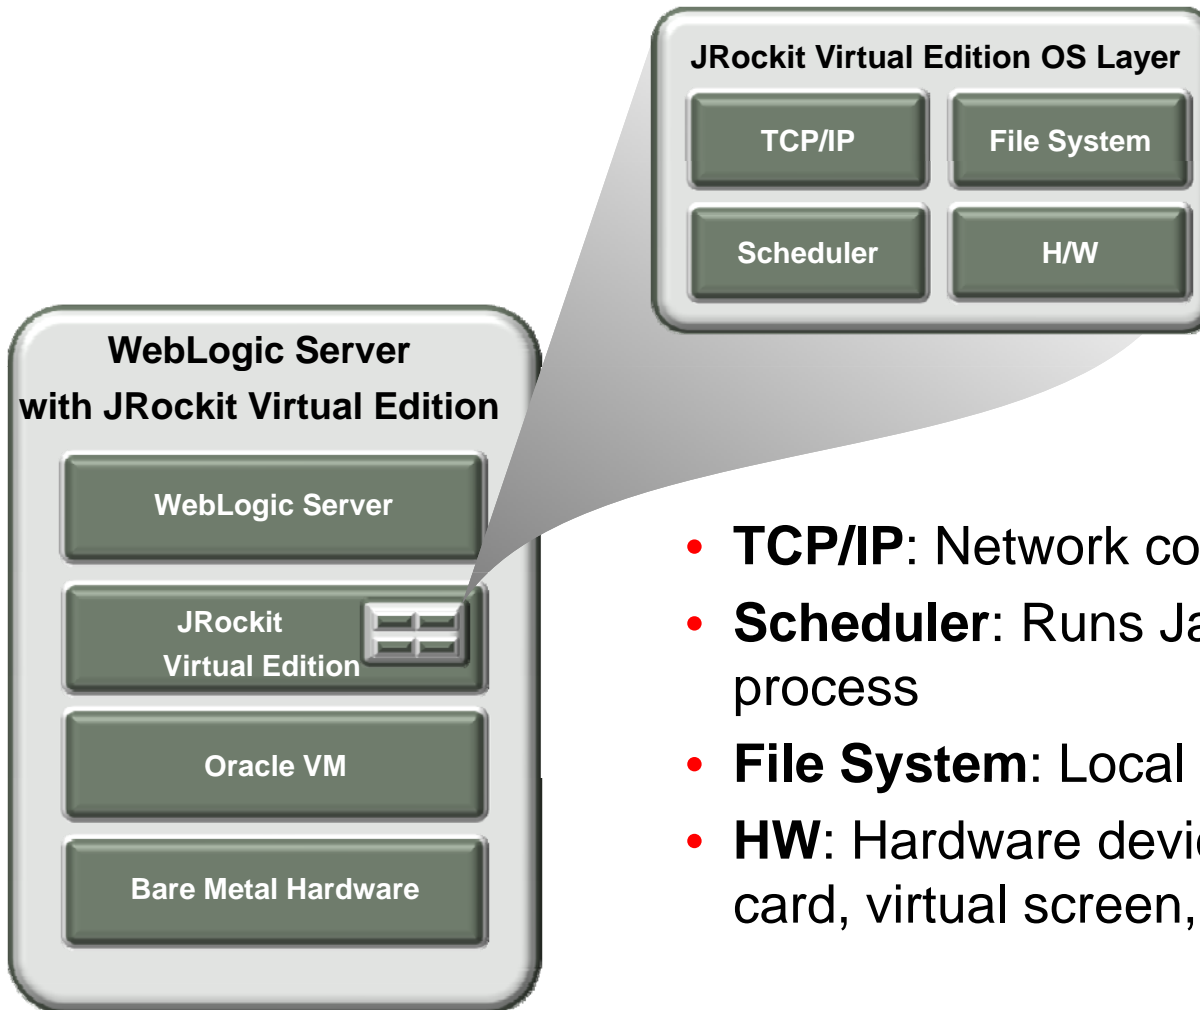 JRockit Virtual Edition OS Layer
TCP/IP
File System
Scheduler
H/W
WebLogic Server
with JRockit Virtual Edition
WebLogic Server
JRockit
Virtual Edition
Oracle VM
Bare Metal Hardware
• TCP/IP: Network co
• Scheduler: Runs Ja
process
• File System: Local
• HW: Hardware devi
card, virtual screen,